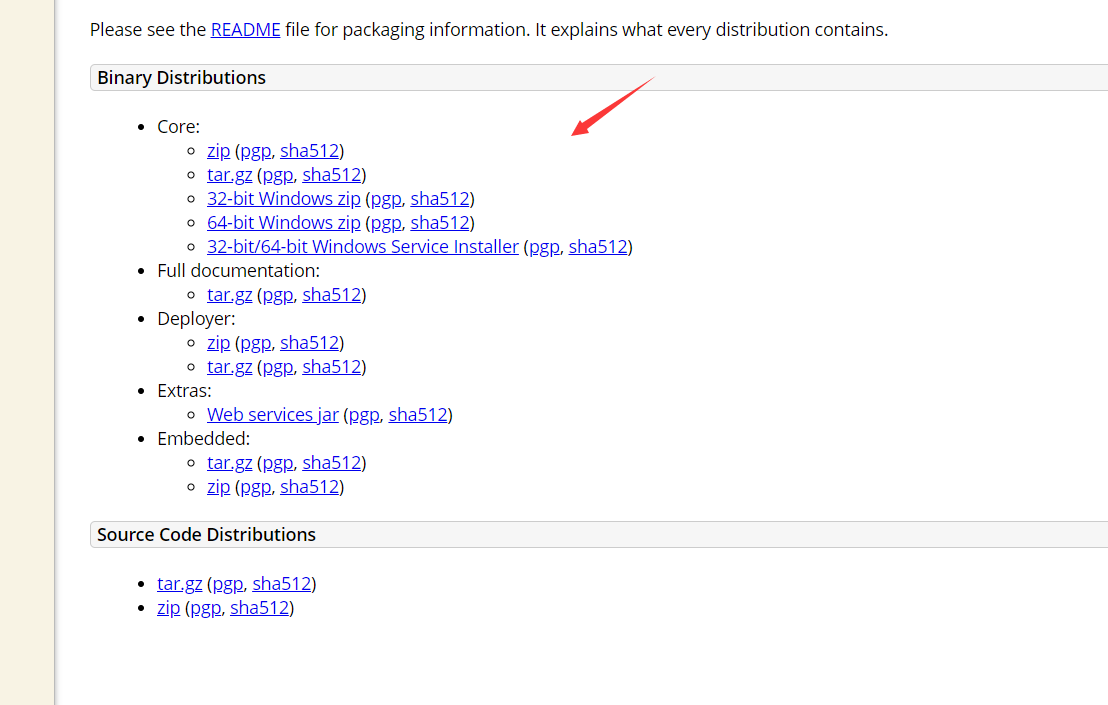 Please see the README file for packaging information. It explains what every distribution contains.
Binary Distributions
Core:
zip (pgp, sha512)
tar.gz (pgp, sha512)
32-bit Windows zip (pgp, sha512)
64-bit Windows zip (pgp, sha512)
32-bit/64-bit Windows Service Installer (pgp, sha512)
Full documentation:
tar.gz (pgp, sha512)
Deployer:
zip (pgp, sha512)
tar.gz (pgp, sha512)
Extras:
Web services jar (pgp, sha512)
Embedded:
tar.gz (pgp, sha512)
zip (pgp, sha512)
Source Code Distributions
tar.gz (pgp, sha512)
zip (pgp, sha512)